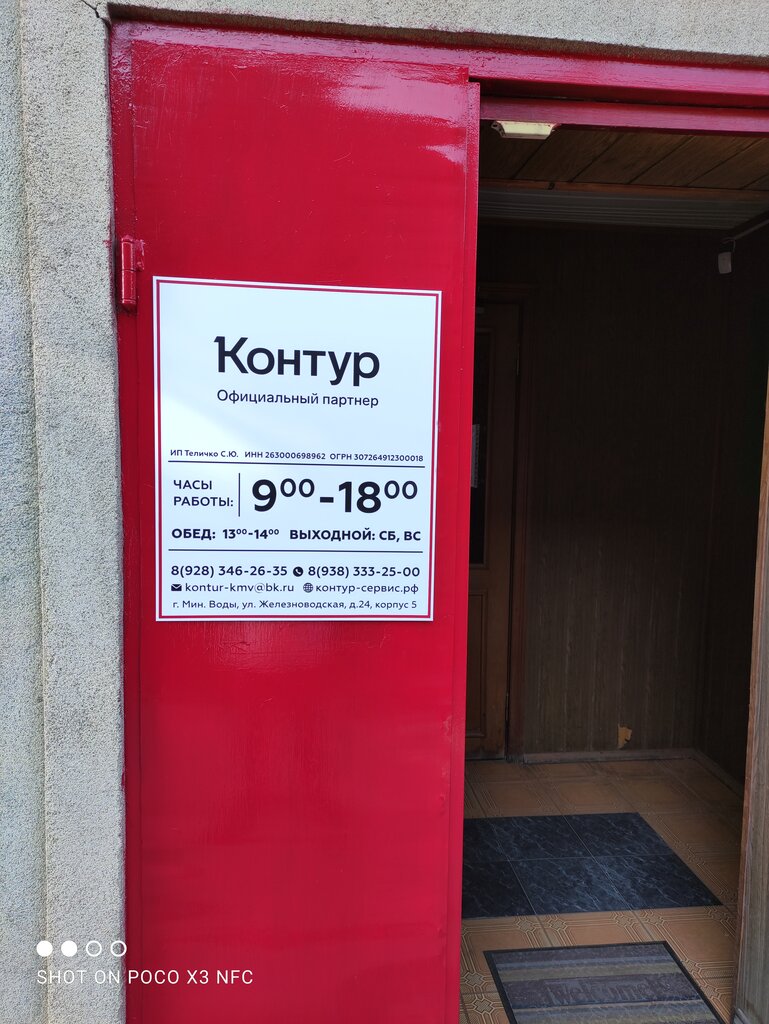 Контур
Официальный партнер
ИП Теличко С.Ю. ИНН 263000698962 ОГРН 307264912300018
ЧАСЫ
РАБОТЫ: 9⁰⁰-18⁰⁰
ОБЕД: 13⁰⁰-14⁰⁰ ВЫХОДНОЙ: СБ, ВС
8(928) 346-26-35 8(938) 333-25-00
kontur-kmv@bk.ru контур-сервис.рф
г. Мин. Воды, ул. Железноводская, д.24, корпус 5
Welcome
SHOT ON POCO X3 NFC